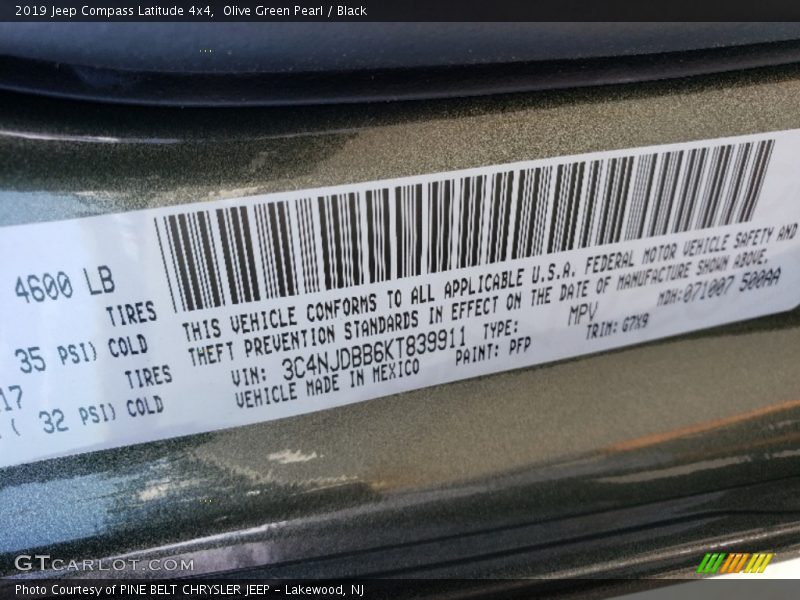 2019 Jeep Compass Latitude 4x4,  Olive Green Pearl / Black
4600 LB
TIRES
35 PSI) COLD
17
TIRES
( 32 PSI) COLD
THIS VEHICLE CONFORMS TO ALL APPLICABLE U.S.A. FEDERAL MOTOR VEHICLE SAFETY AND
THEFT PREVENTION STANDARDS IN EFFECT ON THE DATE OF MANUFACTURE SHOWN ABOVE.
VIN: 3C4NJDBB6KT839911 TYPE: MPV MDH:071007 500AA
VEHICLE MADE IN MEXICO PAINT: PFP TRIM: G7X9
GTCARLOT.COM
Photo Courtesy of PINE BELT CHRYSLER JEEP - Lakewood, NJ